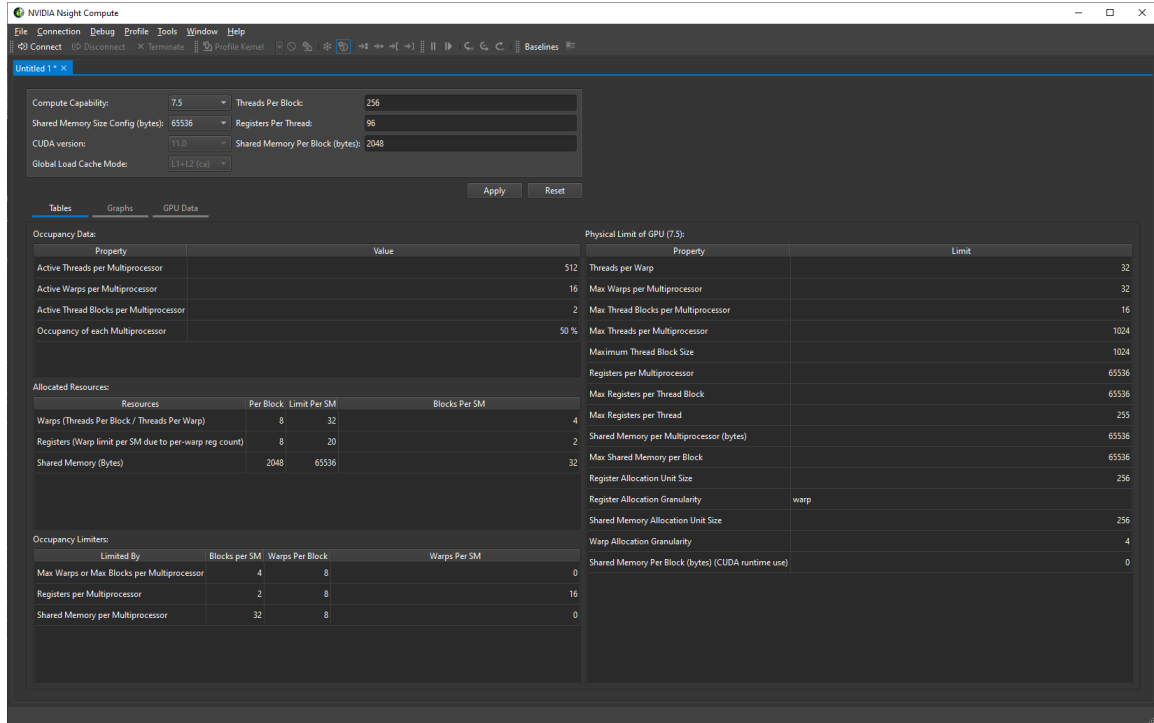 NVIDIA Nsight Compute
File Connection Debug Profile Tools Window Help
Connect Disconnect Terminate Profile Kernel Baselines
Untitled 1 *
Compute Capability: 7.5 Threads Per Block: 256
Shared Memory Size Config (bytes): 65536 Registers Per Thread: 96
CUDA version: 11.0 Shared Memory Per Block (bytes): 2048
Global Load Cache Mode: L1+L2 (ca)
Apply Reset
Tables Graphs GPU Data
Occupancy Data:
Property Value
Active Threads per Multiprocessor 512
Active Warps per Multiprocessor 16
Active Thread Blocks per Multiprocessor 2
Occupancy of each Multiprocessor 50 %
Allocated Resources:
Resources Per Block Limit Per SM Blocks Per SM
Warps (Threads Per Block / Threads Per Warp) 8 32 4
Registers (Warp limit per SM due to per-warp reg count) 8 20 2
Shared Memory (Bytes) 2048 65536 32
Occupancy Limiters:
Limited By Blocks per SM Warps Per Block Warps Per SM
Max Warps or Max Blocks per Multiprocessor 4 8 0
Registers per Multiprocessor 2 8 16
Shared Memory per Multiprocessor 32 8 0
Physical Limit of GPU (7.5):
Property Limit
Threads per Warp 32
Max Warps per Multiprocessor 32
Max Thread Blocks per Multiprocessor 16
Max Threads per Multiprocessor 1024
Maximum Thread Block Size 1024
Registers per Multiprocessor 65536
Max Registers per Thread Block 65536
Max Registers per Thread 255
Shared Memory per Multiprocessor (bytes) 65536
Max Shared Memory per Block 65536
Register Allocation Unit Size 256
Register Allocation Granularity warp
Shared Memory Allocation Unit Size 256
Warp Allocation Granularity 4
Shared Memory Per Block (bytes) (CUDA runtime use) 0